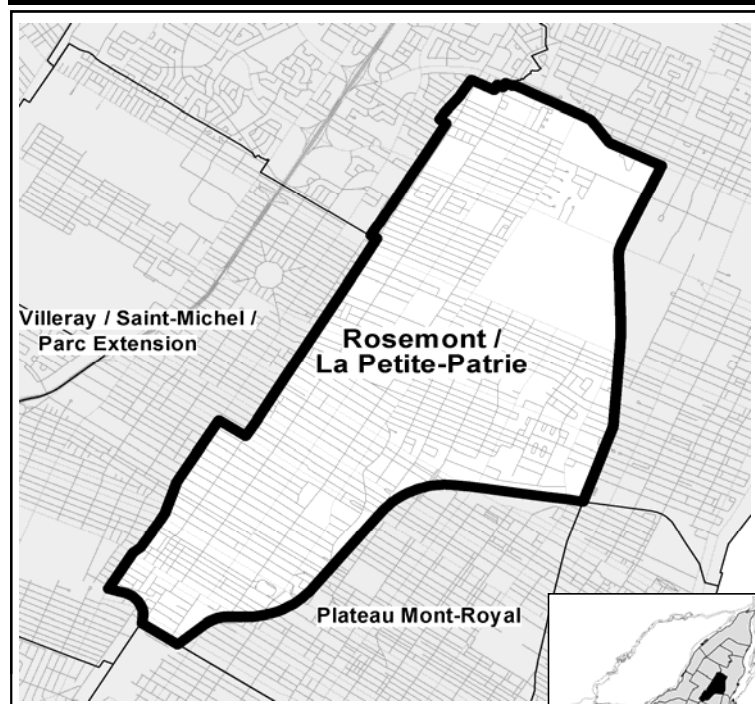 Villeray / Saint-Michel /
Parc Extension
Rosemont /
La Petite-Patrie
Plateau Mont-Royal